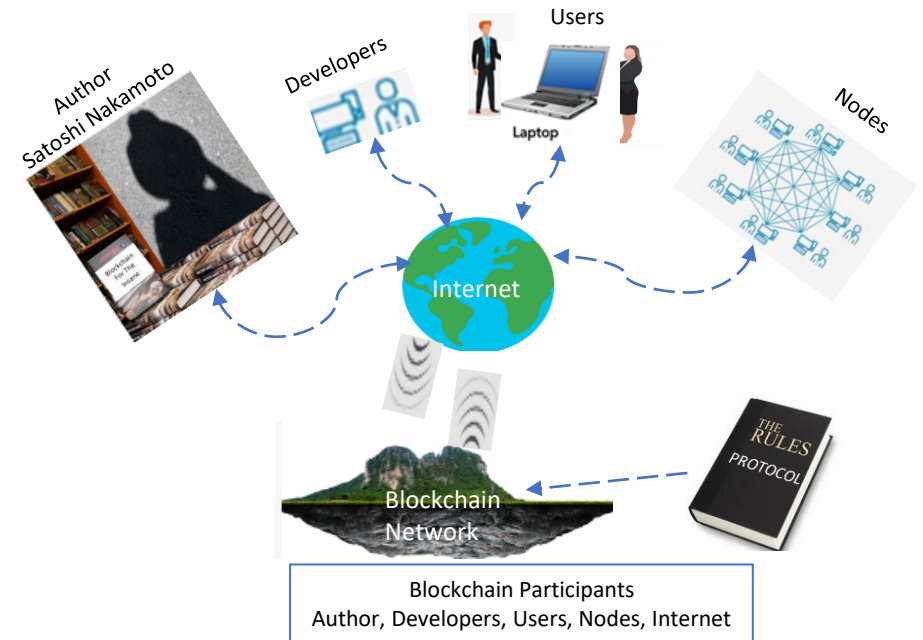 Users
Developers
Author
Satoshi Nakamoto
Nodes
Laptop
Blockchain
For The
Insane
Internet
THE
RULES
PROTOCOL
Blockchain
Network
Blockchain Participants
Author, Developers, Users, Nodes, Internet